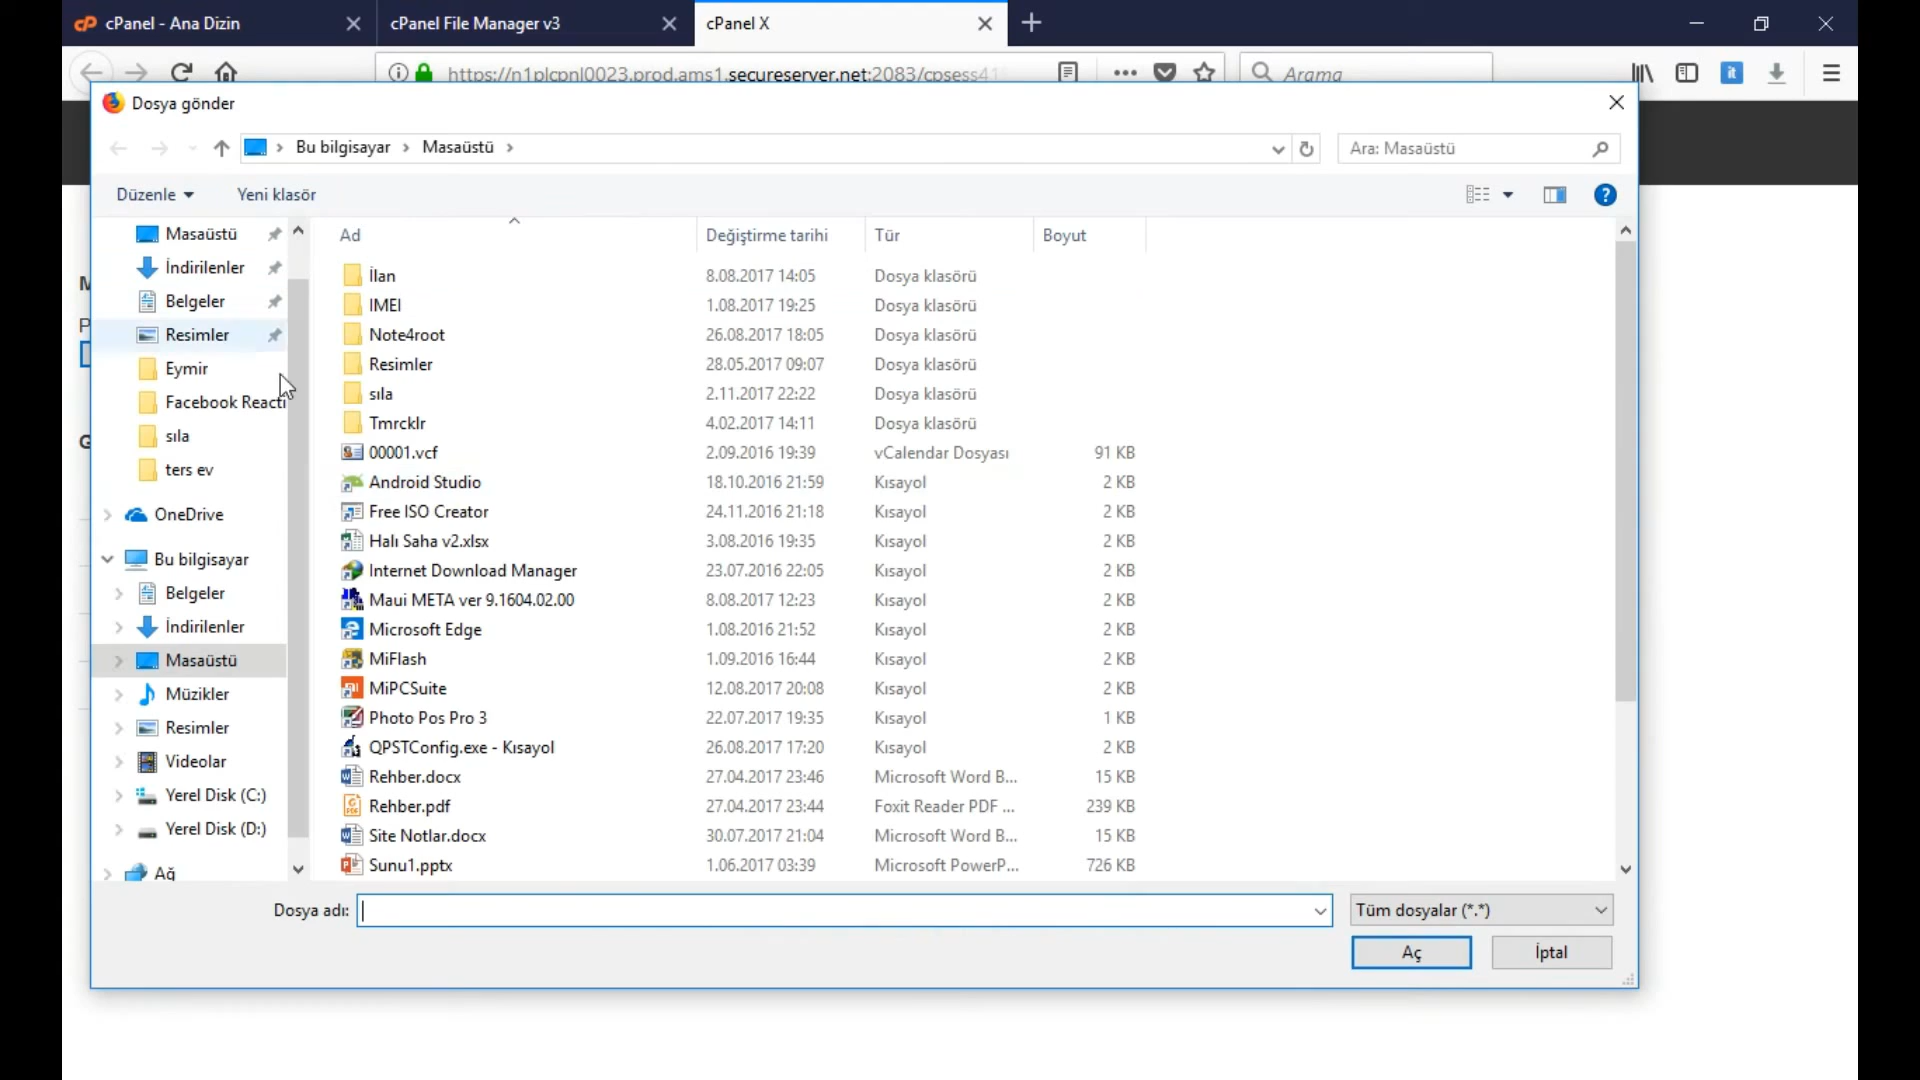 cPanel - Ana Dizin
cPanel File Manager v3
cPanel X
https://n1plcpnl0023.prod.ams1.secureserver.net:2083/cpsess41
Arama
Dosya gönder
Bu bilgisayar
Masaüstü
Ara: Masaüstü
Düzenle
Yeni klasör
Masaüstü
İndirilenler
Belgeler
Resimler
Eymir
Facebook Reacti
sıla
ters ev
OneDrive
Bu bilgisayar
Belgeler
İndirilenler
Masaüstü
Müzikler
Resimler
Videolar
Yerel Disk (C:)
Yerel Disk (D:)
Ağ
Ad Değiştirme tarihi Tür Boyut
İlan 8.08.2017 14:05 Dosya klasörü
IMEI 1.08.2017 19:25 Dosya klasörü
Note4root 26.08.2017 18:05 Dosya klasörü
Resimler 28.05.2017 09:07 Dosya klasörü
sıla 2.11.2017 22:22 Dosya klasörü
Tmrcklr 4.02.2017 14:11 Dosya klasörü
00001.vcf 2.09.2016 19:39 vCalendar Dosyası 91 KB
Android Studio 18.10.2016 21:59 Kısayol 2 KB
Free ISO Creator 24.11.2016 21:18 Kısayol 2 KB
Halı Saha v2.xlsx 3.08.2016 19:35 Kısayol 2 KB
Internet Download Manager 23.07.2016 22:05 Kısayol 2 KB
Maui META ver 9.1604.02.00 8.08.2017 12:23 Kısayol 2 KB
Microsoft Edge 1.08.2016 21:52 Kısayol 2 KB
MiFlash 1.09.2016 16:44 Kısayol 2 KB
MiPCSuite 12.08.2017 20:08 Kısayol 2 KB
Photo Pos Pro 3 22.07.2017 19:35 Kısayol 1 KB
QPSTConfig.exe - Kısayol 26.08.2017 17:20 Kısayol 2 KB
Rehber.docx 27.04.2017 23:46 Microsoft Word B... 15 KB
Rehber.pdf 27.04.2017 23:44 Foxit Reader PDF ... 239 KB
Site Notlar.docx 30.07.2017 21:04 Microsoft Word B... 15 KB
Sunu1.pptx 1.06.2017 03:39 Microsoft PowerP... 726 KB
Dosya adı:
Tüm dosyalar (*.*)
Aç
İptal